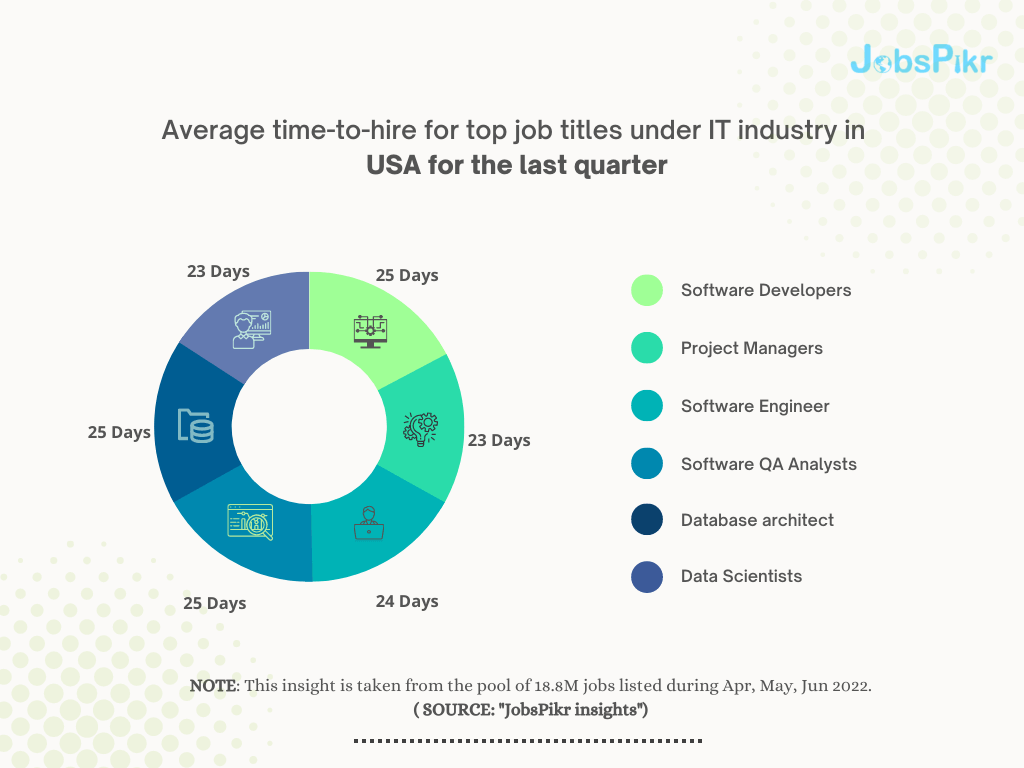 JobsPikr
Average time-to-hire for top job titles under IT industry in
USA for the last quarter
23 Days
25 Days
25 Days
23 Days
25 Days
24 Days
Software Developers
Project Managers
Software Engineer
Software QA Analysts
Database architect
Data Scientists
NOTE: This insight is taken from the pool of 18.8M jobs listed during Apr, May, Jun 2022.
( SOURCE: "JobsPikr insights")